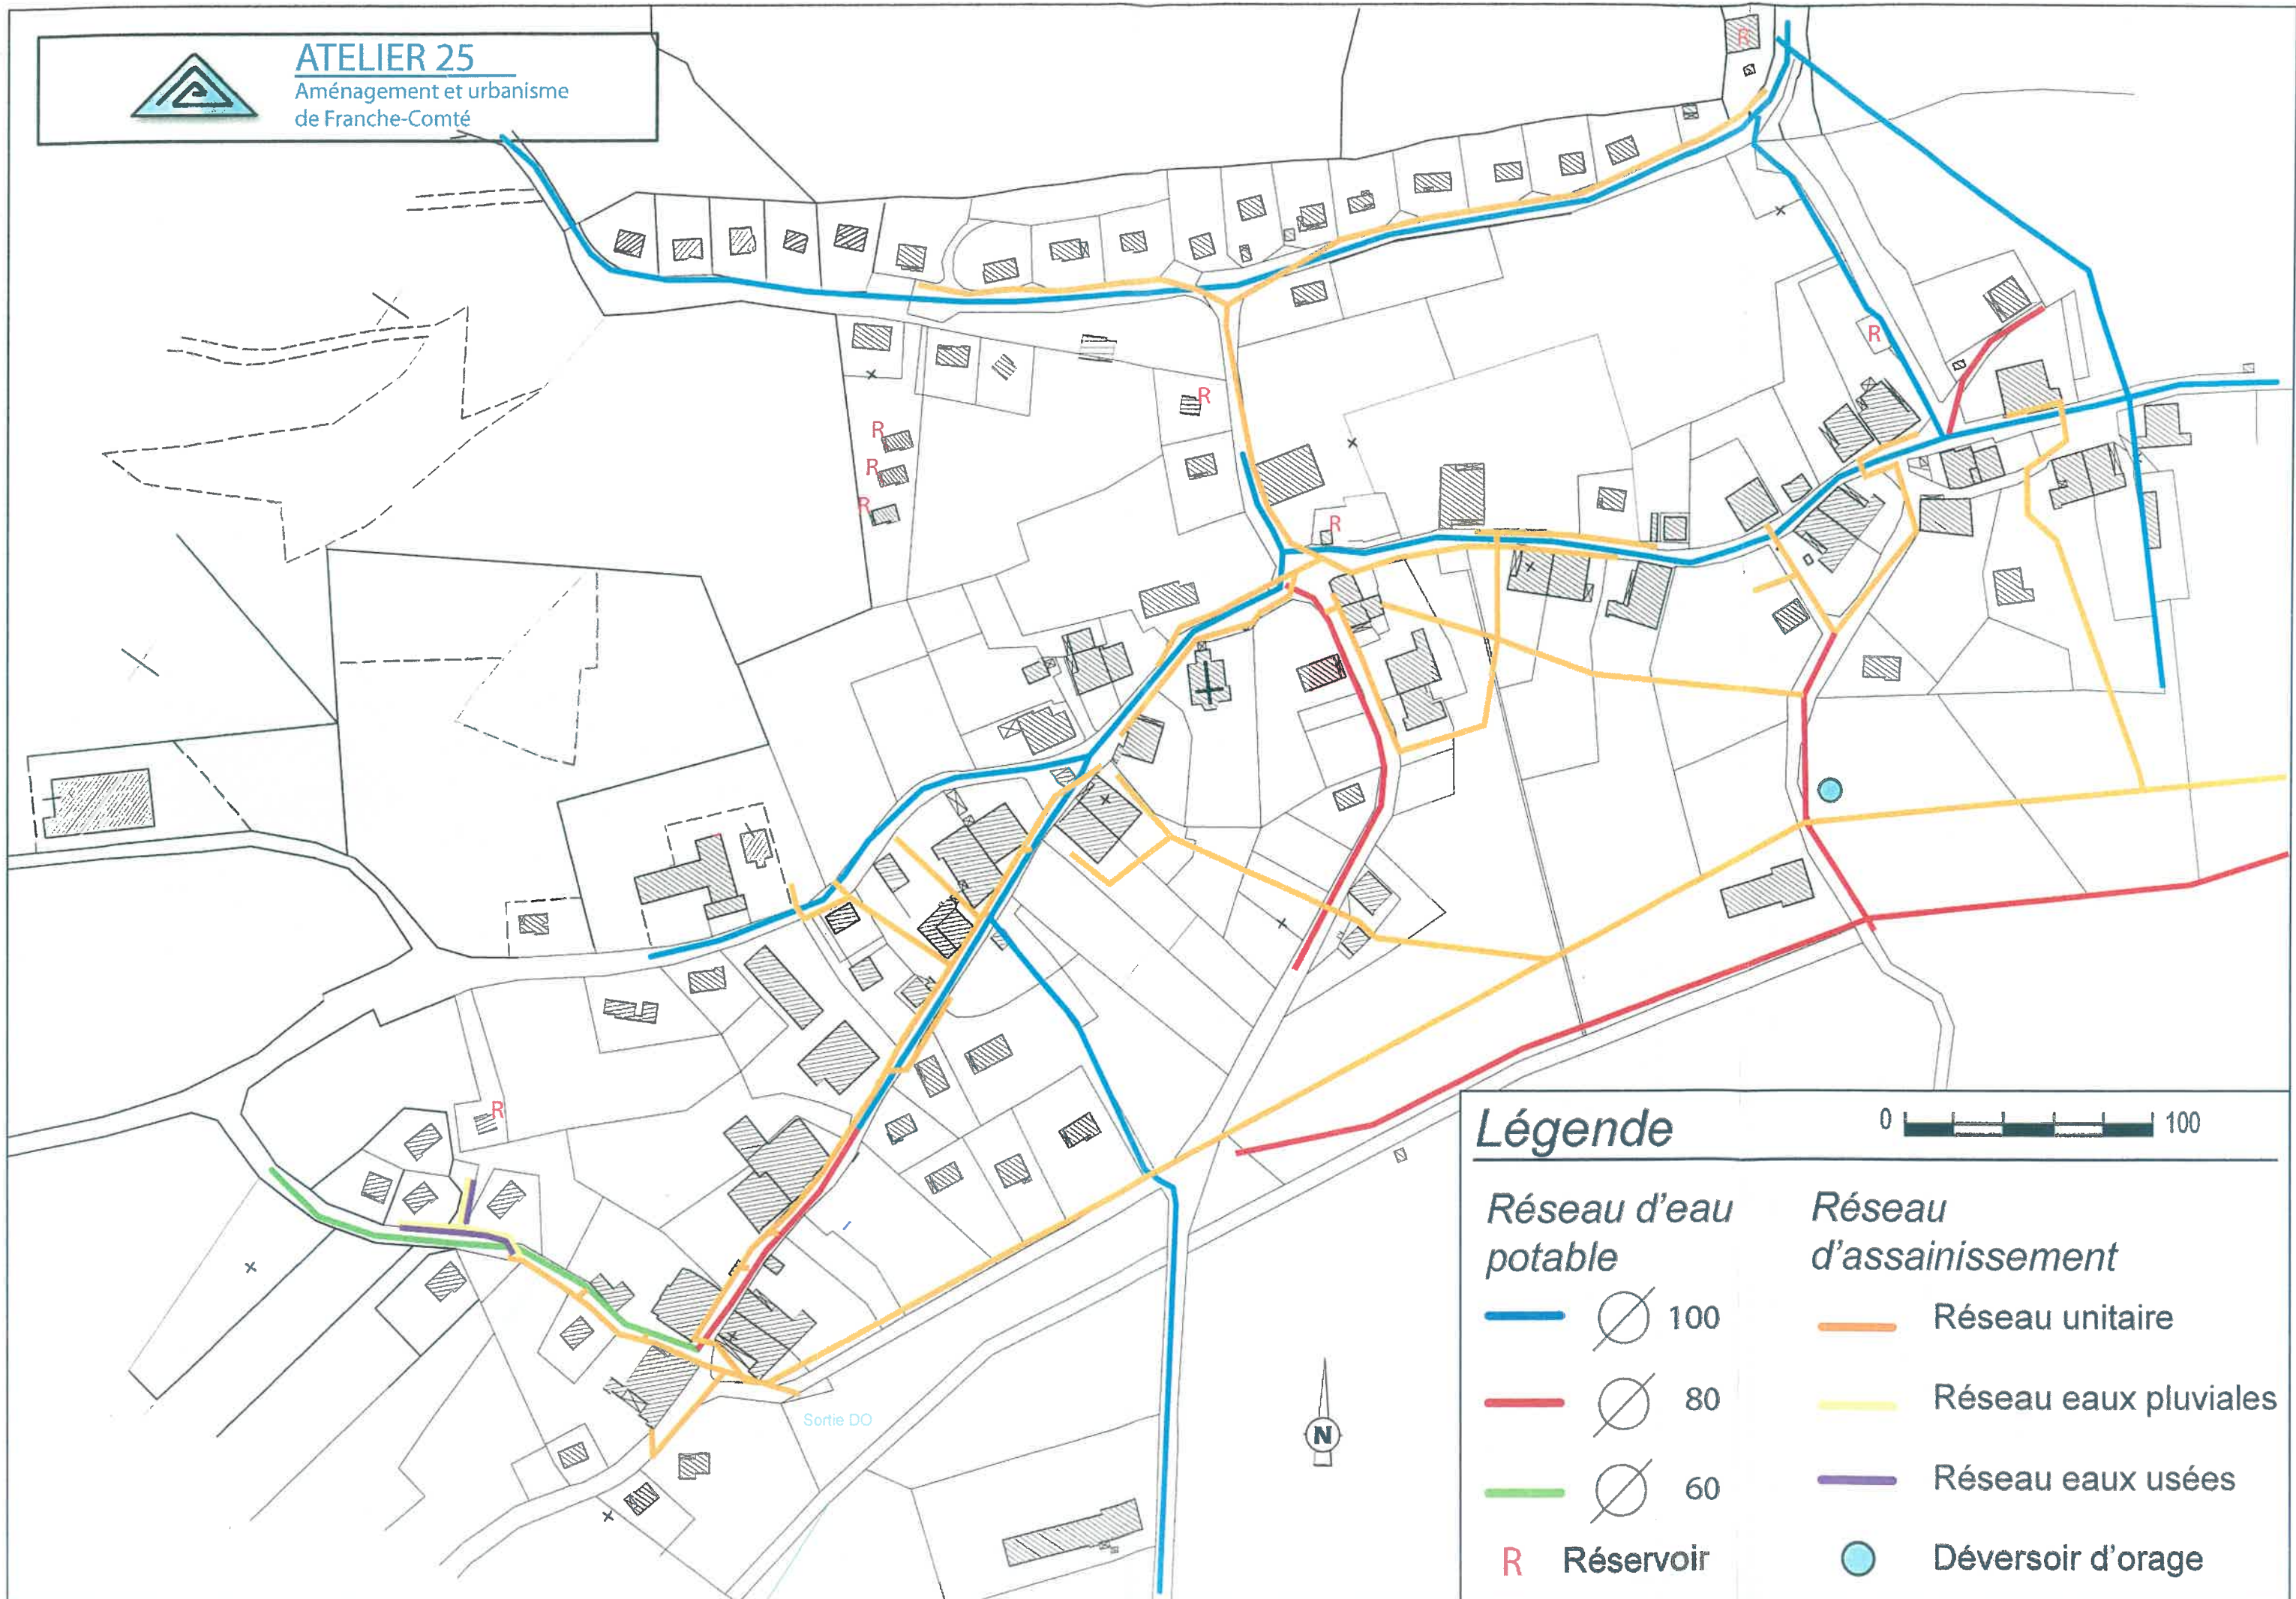 ATELIER 25
Aménagement et urbanisme
de Franche-Comté
R
R
R
R
R
R
R
R
Sortie DO
N
Légende
0 100
Réseau d'eau
potable
100
80
60
R Réservoir
Réseau
d'assainissement
Réseau unitaire
Réseau eaux pluviales
Réseau eaux usées
Déversoir d'orage